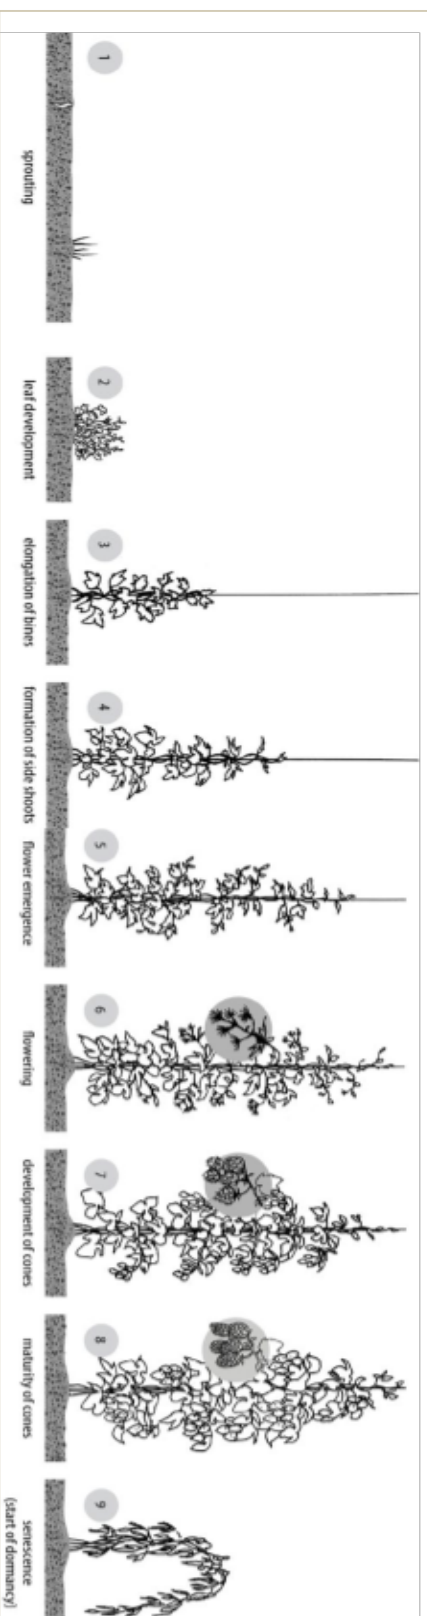 1
sprouting
2
leaf development
3
elongation of bines
4
formation of side shoots
5
flower emergence
6
flowering
7
development of cones
8
maturity of cones
9
senescence
(start of dormancy)